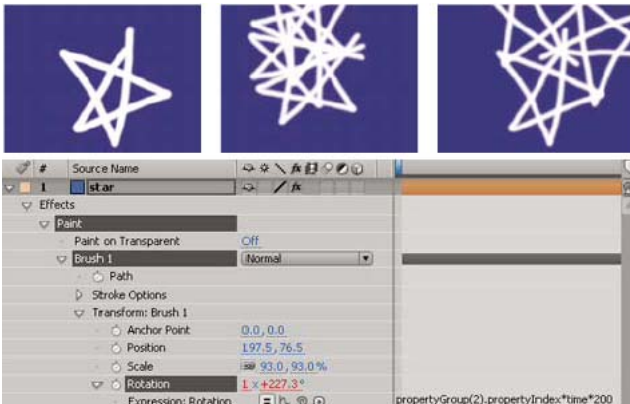 # Source Name
1 star
Effects
Paint
Paint on Transparent Off
Brush 1 Normal
Path
Stroke Options
Transform: Brush 1
Anchor Point 0.0, 0.0
Position 197.5, 76.5
Scale 93.0, 93.0%
Rotation 1 x +227.3°
Expression: Rotation propertyGroup(2).propertyIndex*time*200